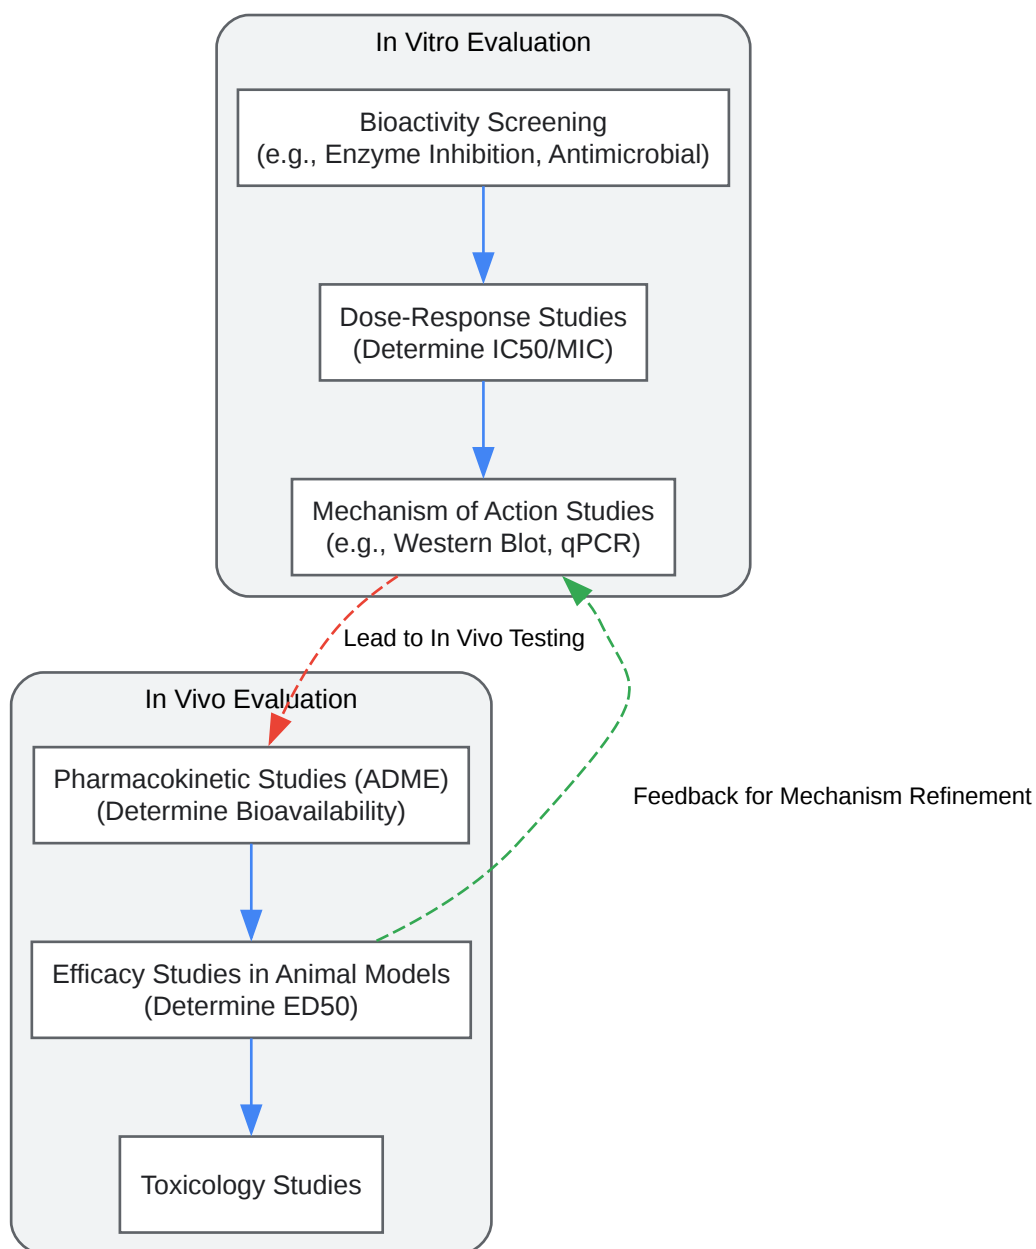 In Vitro Evaluation
Bioactivity Screening
(e.g., Enzyme Inhibition, Antimicrobial)
Dose-Response Studies
(Determine IC50/MIC)
Mechanism of Action Studies
(e.g., Western Blot, qPCR)
Lead to In Vivo Testing
In Vivo Evaluation
Pharmacokinetic Studies (ADME)
(Determine Bioavailability)
Feedback for Mechanism Refinement
Efficacy Studies in Animal Models
(Determine ED50)
Toxicology Studies